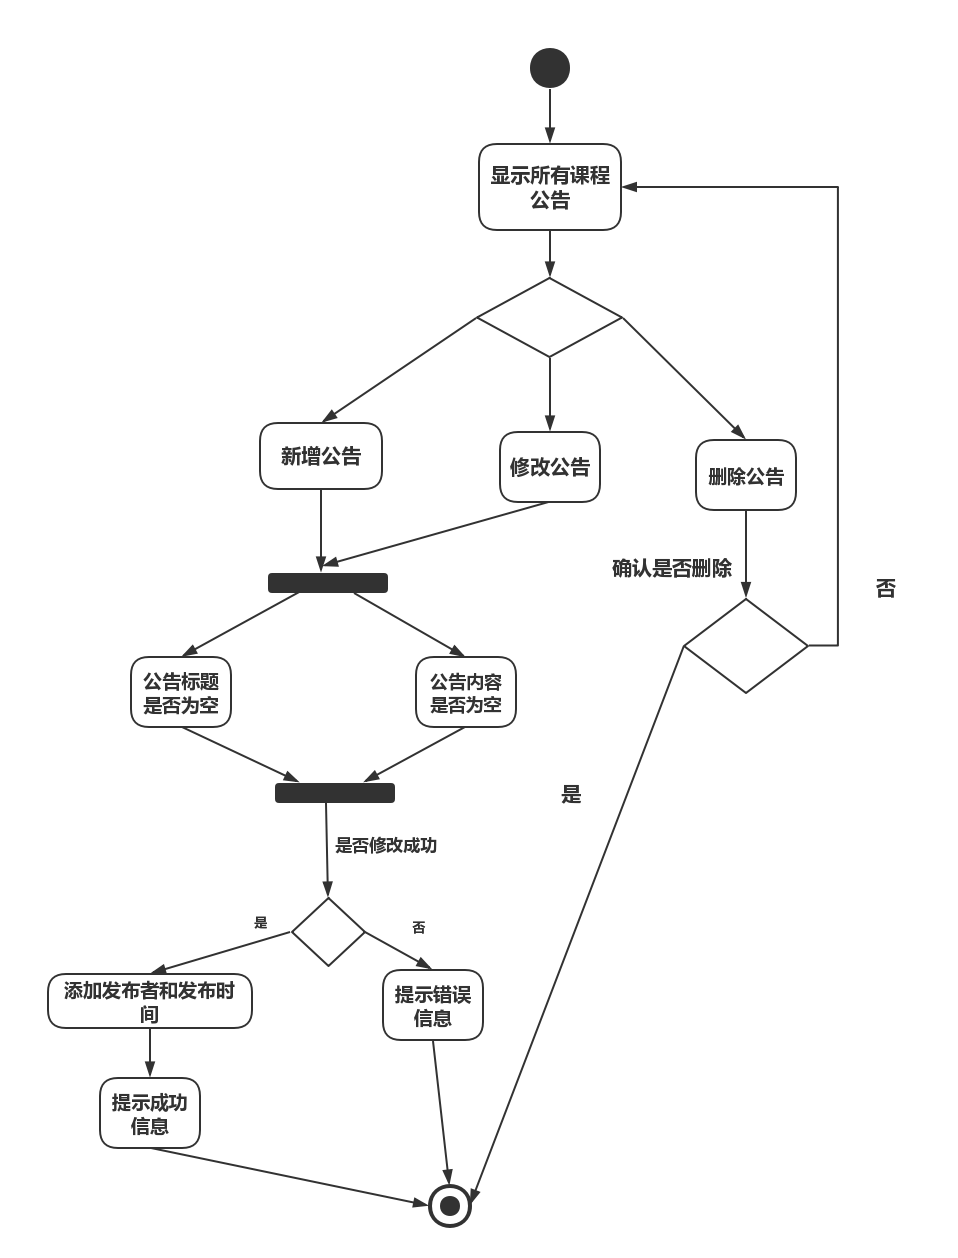 显示所有课程
公告
新增公告
修改公告
删除公告
确认是否删除
否
公告标题
是否为空
公告内容
是否为空
是
是否修改成功
是
否
添加发布者和发布时
间
提示错误
信息
提示成功
信息